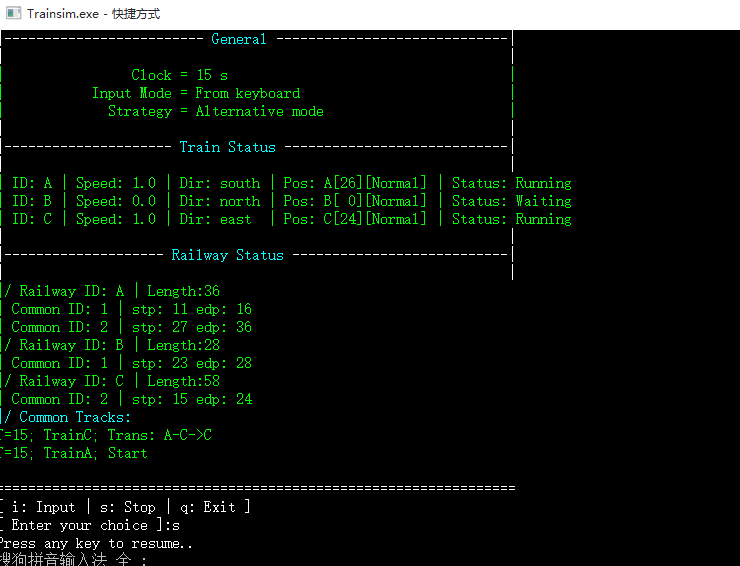 Trainsim.exe - 快捷方式
|------------------------- General -----------------------------|
Clock = 15 s
Input Mode = From keyboard
Strategy = Alternative mode
|---------------------- Train Status ----------------------------|
| ID: A | Speed: 1.0 | Dir: south | Pos: A[26][Normal] | Status: Running
| ID: B | Speed: 0.0 | Dir: north | Pos: B[ 0][Normal] | Status: Waiting
| ID: C | Speed: 1.0 | Dir: east | Pos: C[24][Normal] | Status: Running
|-------------------- Railway Status ---------------------------|
|/ Railway ID: A | Length:36
| Common ID: 1 | stp: 11 edp: 16
| Common ID: 2 | stp: 27 edp: 36
|/ Railway ID: B | Length:28
| Common ID: 1 | stp: 23 edp: 28
|/ Railway ID: C | Length:58
| Common ID: 2 | stp: 15 edp: 24
|/ Common Tracks:
T=15; TrainC; Trans: A-C->C
T=15; TrainA; Start
=================================================================
[ i: Input | s: Stop | q: Exit ]
[ Enter your choice ]:s
Press any key to resume..
搜狗拼音输入法 全 :